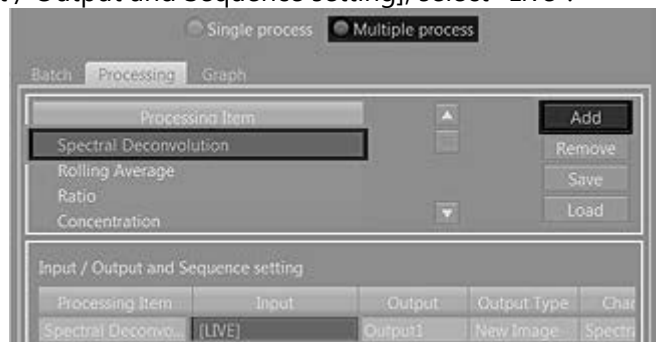 / Output and Sequence setting], select "LIVE".
Single process Multiple process
Batch Processing Graph
Processing Item
Add
Spectral Deconvolution
Remove
Rolling Average
Save
Ratio
Load
Concentration
Input / Output and Sequence setting
Processing Item Input Output Output Type Char
Spectral Deconvo... [LIVE] Output1 New Image Spectr